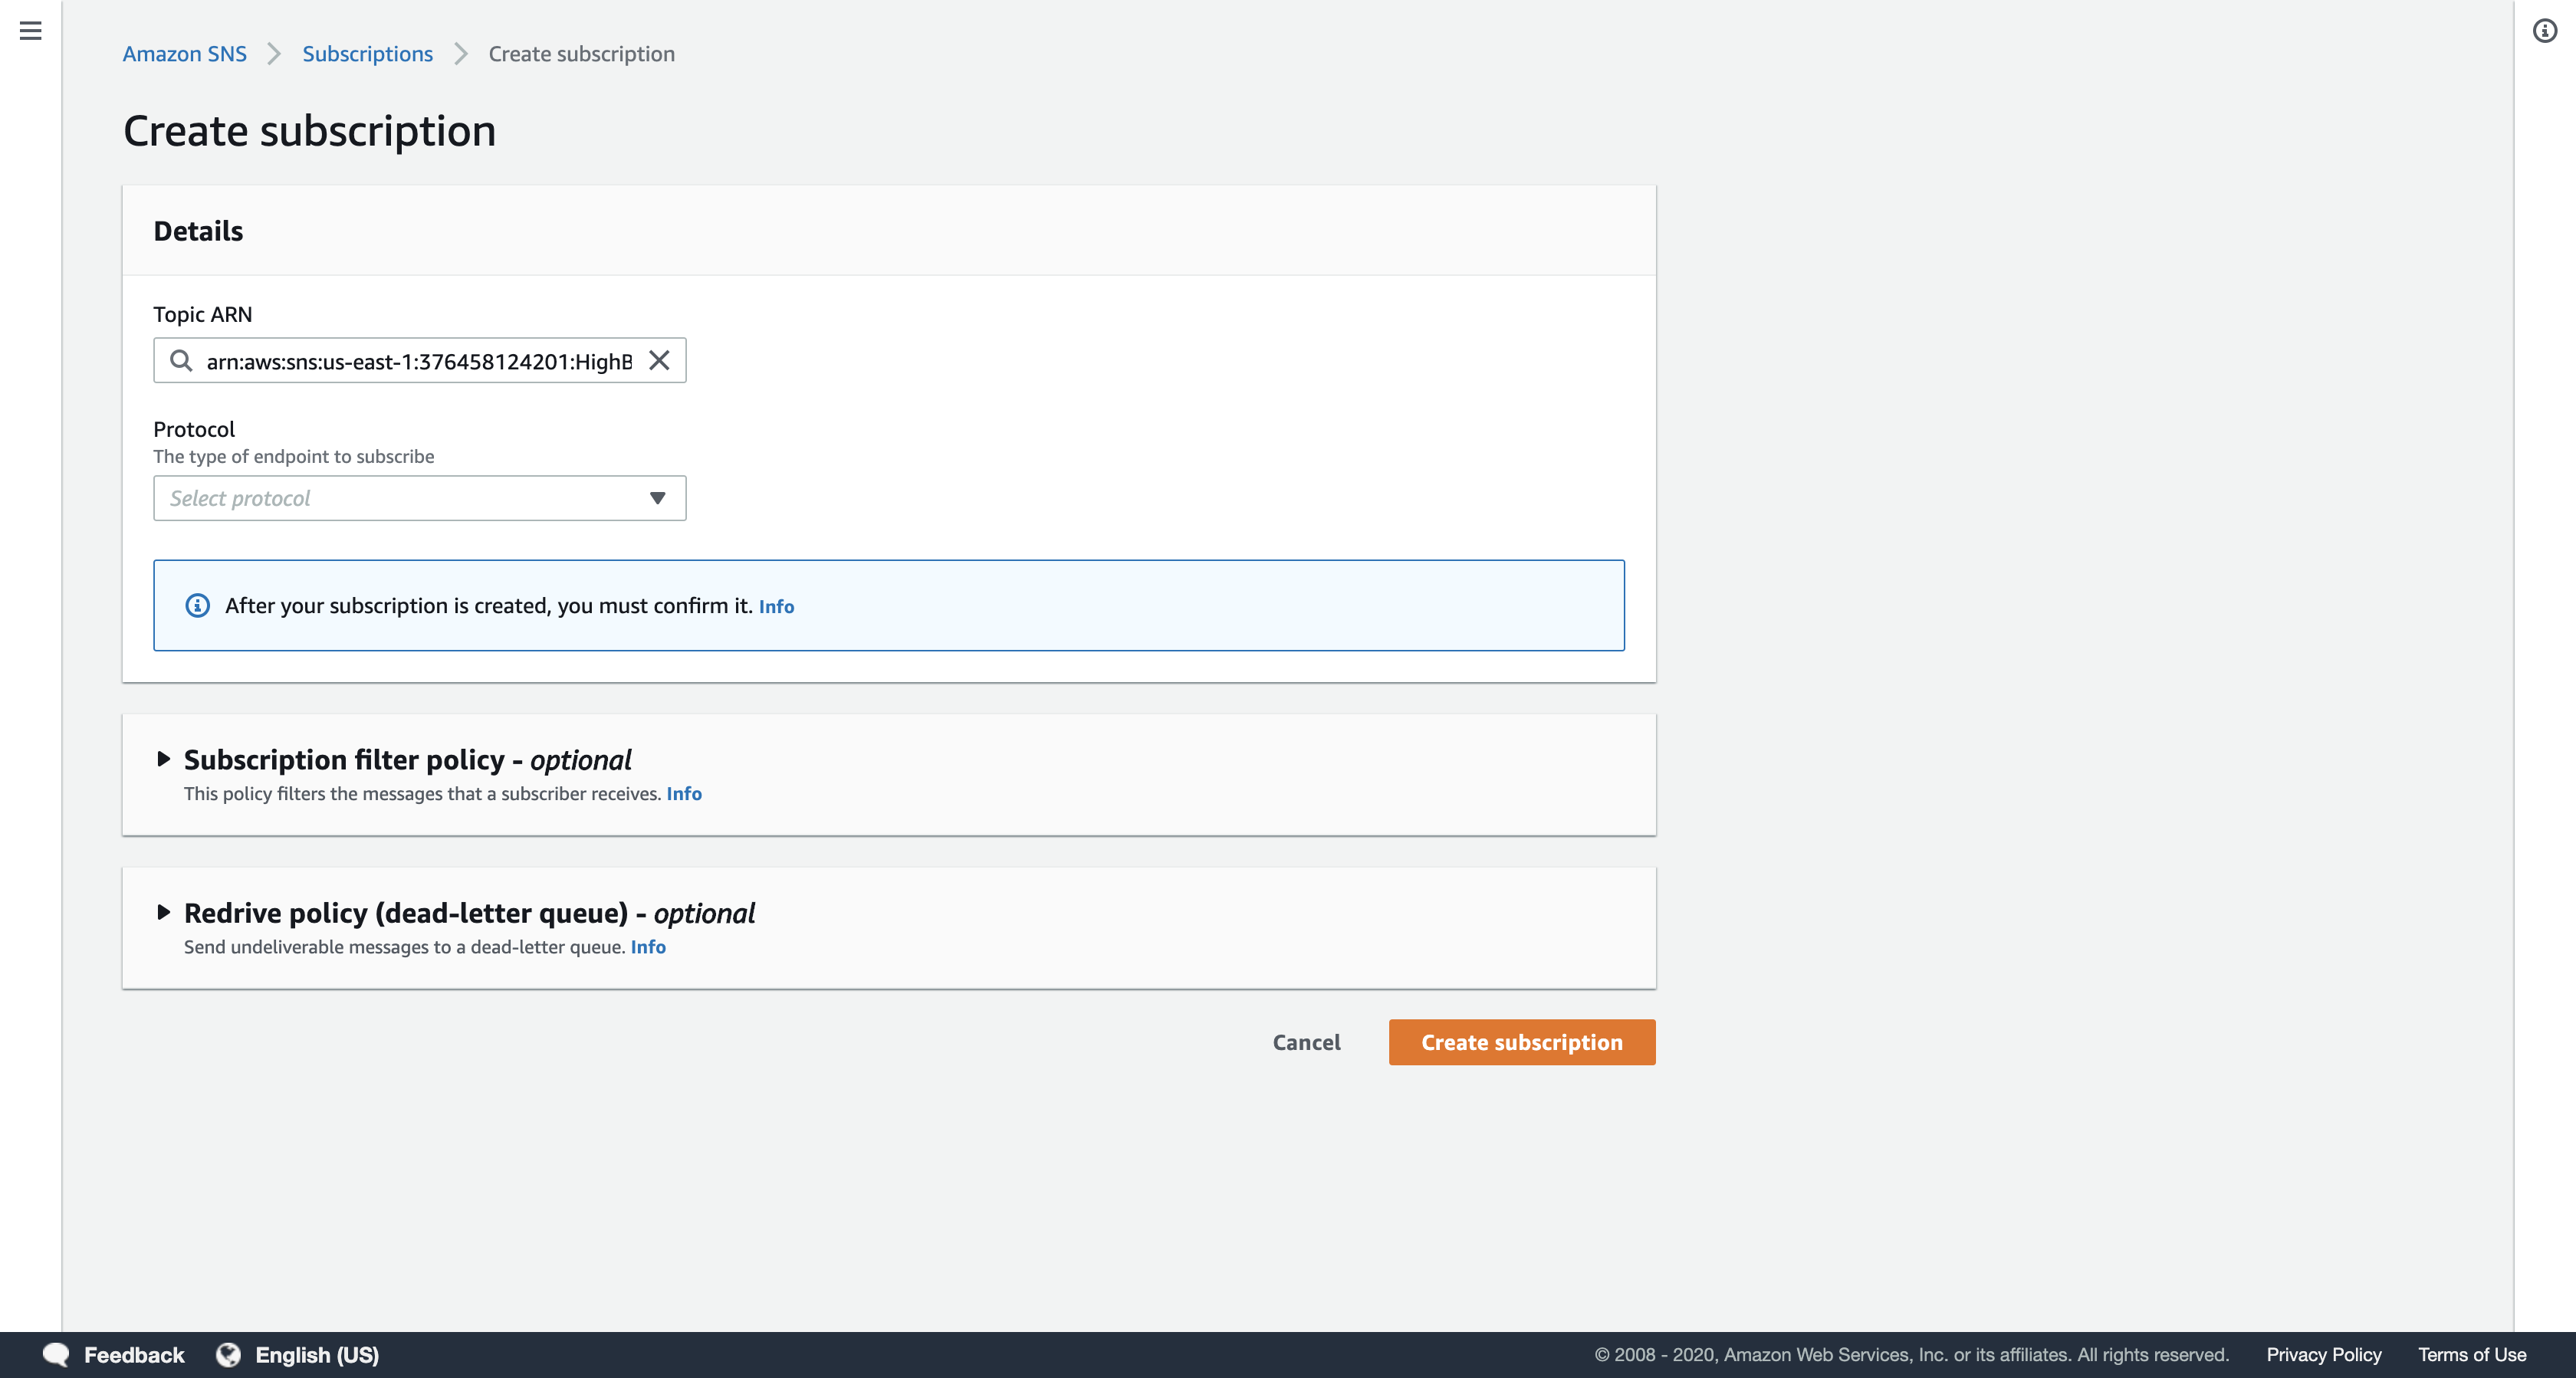 Amazon SNS
Subscriptions
Create subscription
Create subscription
Details
Topic ARN
arn:aws:sns:us-east-1:376458124201:HighB
Protocol
The type of endpoint to subscribe
Select protocol
After your subscription is created, you must confirm it. Info
Subscription filter policy - optional
This policy filters the messages that a subscriber receives. Info
Redrive policy (dead-letter queue) - optional
Send undeliverable messages to a dead-letter queue. Info
Cancel
Create subscription
Feedback
English (US)
© 2008 - 2020, Amazon Web Services, Inc. or its affiliates. All rights reserved.
Privacy Policy
Terms of Use